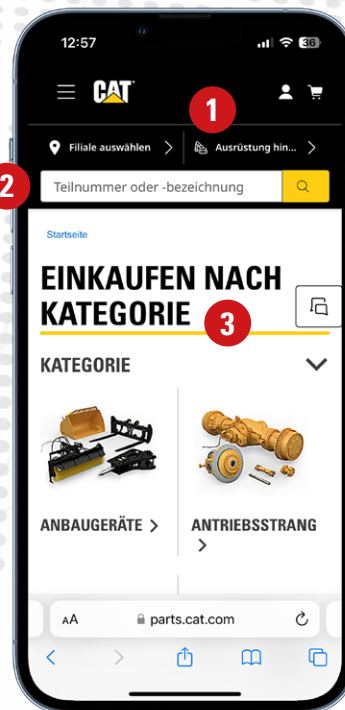 12:57
36
CAT
1
Filiale auswählen >
Ausrüstung hin... >
2
Teilnummer oder -bezeichnung
Startseite
EINKAUFEN NACH
KATEGORIE
3
KATEGORIE
ANBAUGERÄTE >
ANTRIEBSSTRANG
>
AA
parts.cat.com